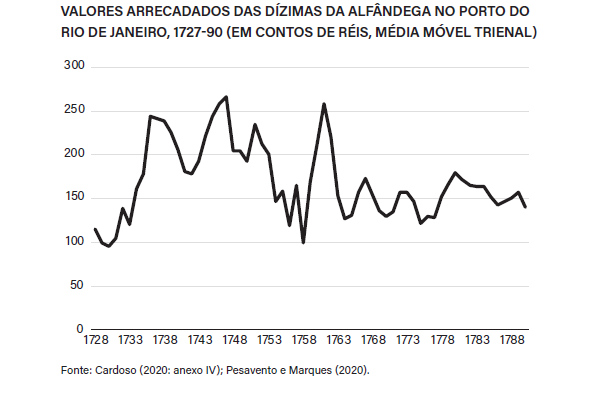 VALORES ARRECADADOS DAS DÍZIMAS DA ALFÂNDEGA NO PORTO DO
RIO DE JANEIRO, 1727-90 (EM CONTOS DE RÉIS, MÉDIA MÓVEL TRIENAL)
300
250
200
150
100
50
0
1728 1733 1738 1743 1748 1753 1758 1763 1768 1773 1778 1783 1788
Fonte: Cardoso (2020: anexo IV); Pesavento e Marques (2020).